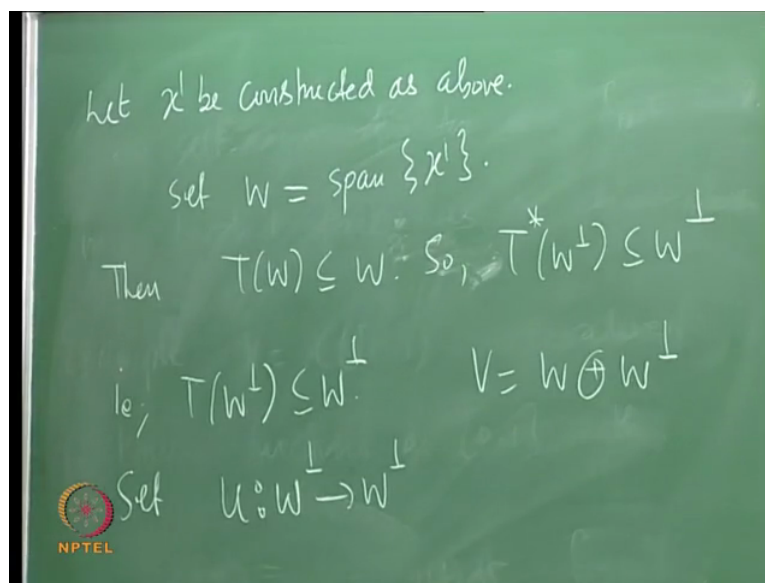 Let x¹ be constructed as above.
Set W = span {x¹}.
Then T(W) ⊆ W. So, T*(W⊥) ⊆ W⊥
ie; T(W⊥) ⊆ W⊥. V = W ⊕ W⊥
Set U : W⊥ → W⊥
NPTEL